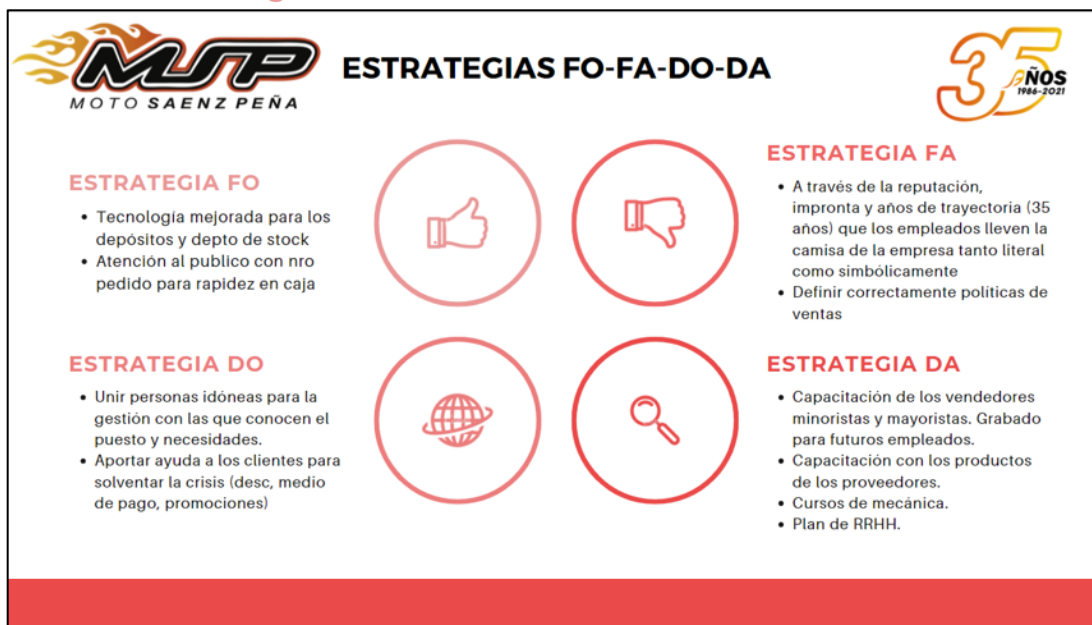 MSP
MOTO SAENZ PEÑA
ESTRATEGIAS FO-FA-DO-DA
35
AÑOS
1986-2021
ESTRATEGIA FO
• Tecnología mejorada para los
depósitos y depto de stock
• Atención al publico con nro
pedido para rapidez en caja
ESTRATEGIA FA
• A través de la reputación,
impronta y años de trayectoria (35
años) que los empleados lleven la
camisa de la empresa tanto literal
como simbólicamente
• Definir correctamente políticas de
ventas
ESTRATEGIA DO
• Unir personas idóneas para la
gestión con las que conocen el
puesto y necesidades.
• Aportar ayuda a los clientes para
solventar la crisis (desc, medio
de pago, promociones)
ESTRATEGIA DA
• Capacitación de los vendedores
minoristas y mayoristas. Grabado
para futuros empleados.
• Capacitación con los productos
de los proveedores.
• Cursos de mecánica.
• Plan de RRHH.